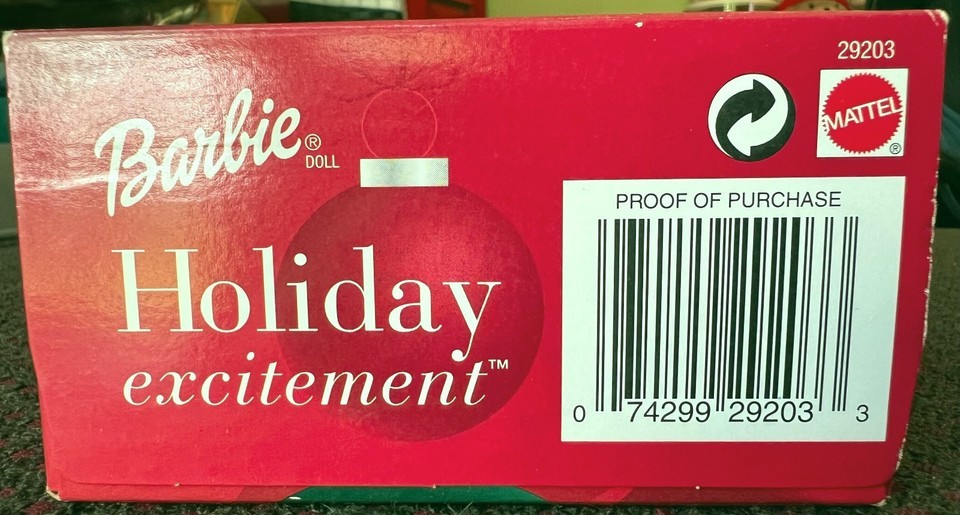 29203
Barbie®
DOLL
MATTEL
®
PROOF OF PURCHASE
Holiday
excitement™
0 74299 29203 3